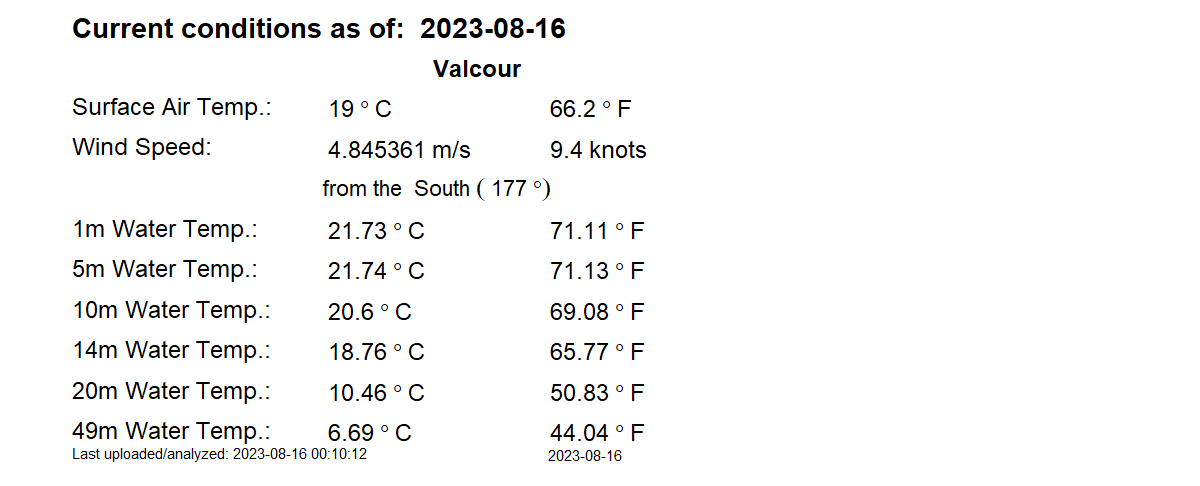 Current conditions as of: 2023-08-16
Valcour
Surface Air Temp.: 19 ° C 66.2 ° F
Wind Speed: 4.845361 m/s 9.4 knots
from the South ( 177 °)
1m Water Temp.: 21.73 ° C 71.11 ° F
5m Water Temp.: 21.74 ° C 71.13 ° F
10m Water Temp.: 20.6 ° C 69.08 ° F
14m Water Temp.: 18.76 ° C 65.77 ° F
20m Water Temp.: 10.46 ° C 50.83 ° F
49m Water Temp.: 6.69 ° C 44.04 ° F
Last uploaded/analyzed: 2023-08-16 00:10:12 2023-08-16